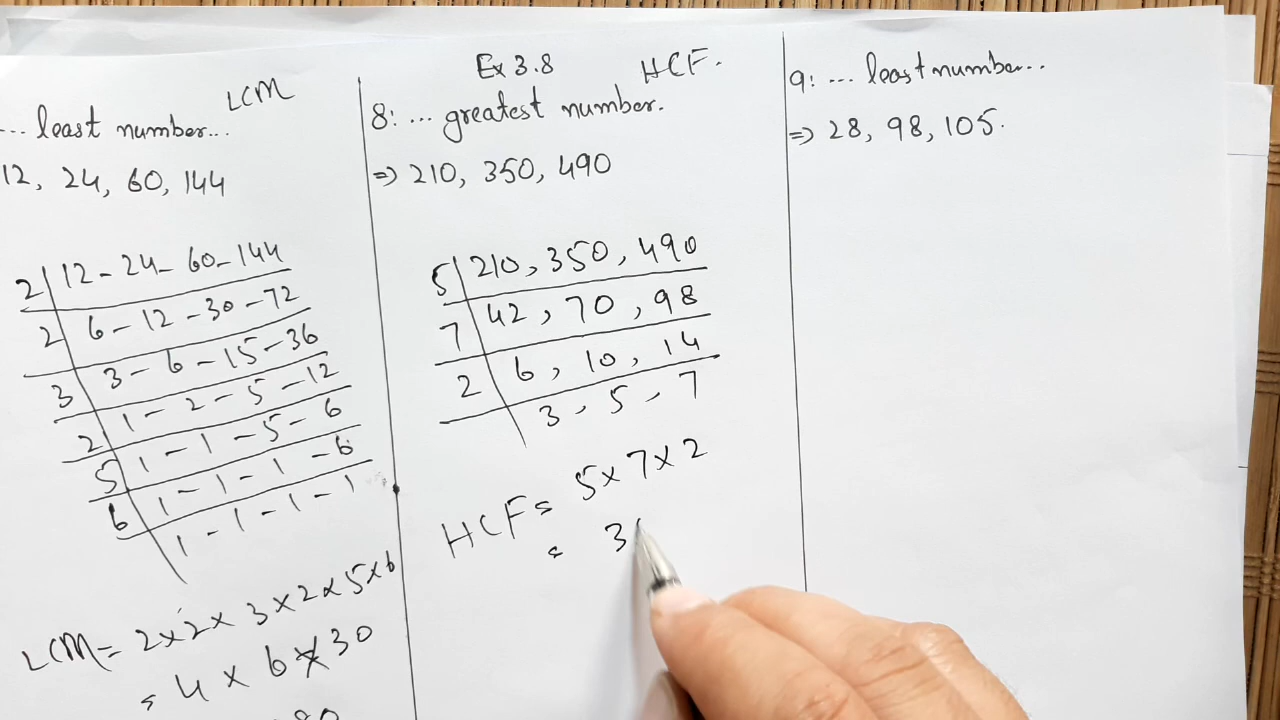 Ex 3.8
LCM
... least number...
12, 24, 60, 144
2 | 12 - 24 - 60 - 144
2 | 6 - 12 - 30 - 72
3 | 3 - 6 - 15 - 36
2 | 1 - 2 - 5 - 12
5 | 1 - 1 - 5 - 6
6 | 1 - 1 - 1 - 6
1 - 1 - 1 - 1
LCM = 2 x 2 x 3 x 2 x 5 x 6
= 4 x 6 x 30
HCF.
8: ... greatest number.
=> 210, 350, 490
5 | 210, 350, 490
7 | 42, 70, 98
2 | 6, 10, 14
3, 5, 7
HCF = 5 x 7 x 2
= 3
9: ... least number...
=> 28, 98, 105.